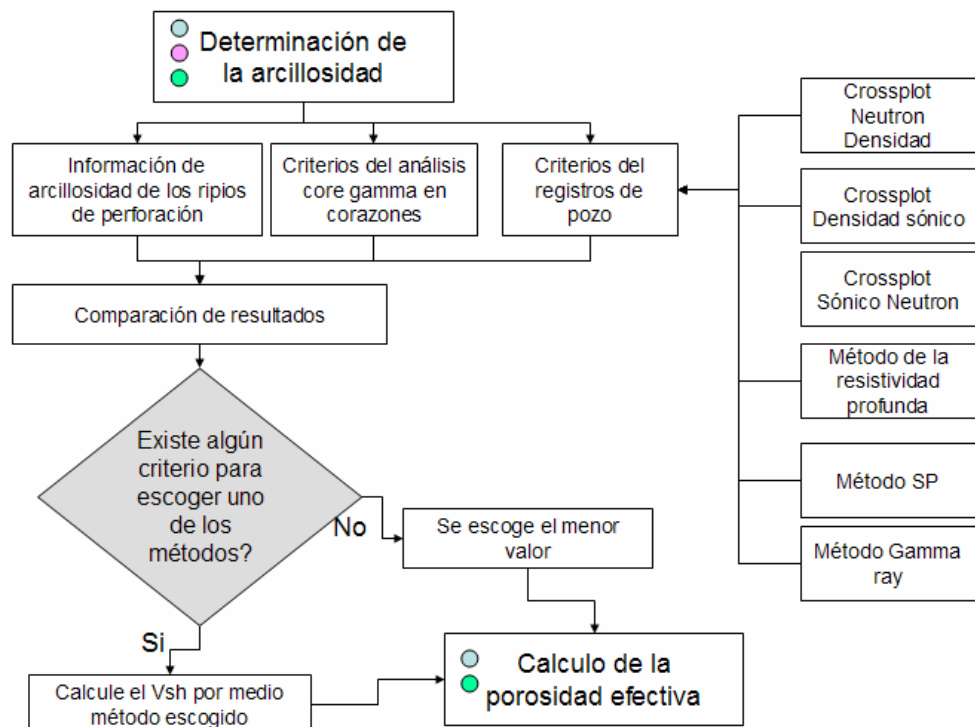 Determinación de
la arcillosidad
Información de
arcillosidad de los ripios
de perforación
Criterios del análisis
core gamma en
corazones
Criterios del
registros de
pozo
Crossplot
Neutron
Densidad
Crossplot
Densidad sónico
Crossplot
Sónico Neutron
Método de la
resistividad
profunda
Método SP
Método Gamma
ray
Comparación de resultados
Existe algún
criterio para
escoger uno
de los
métodos?
No
Se escoge el menor
valor
Si
Calcule el Vsh por medio
método escogido
Calculo de la
porosidad efectiva